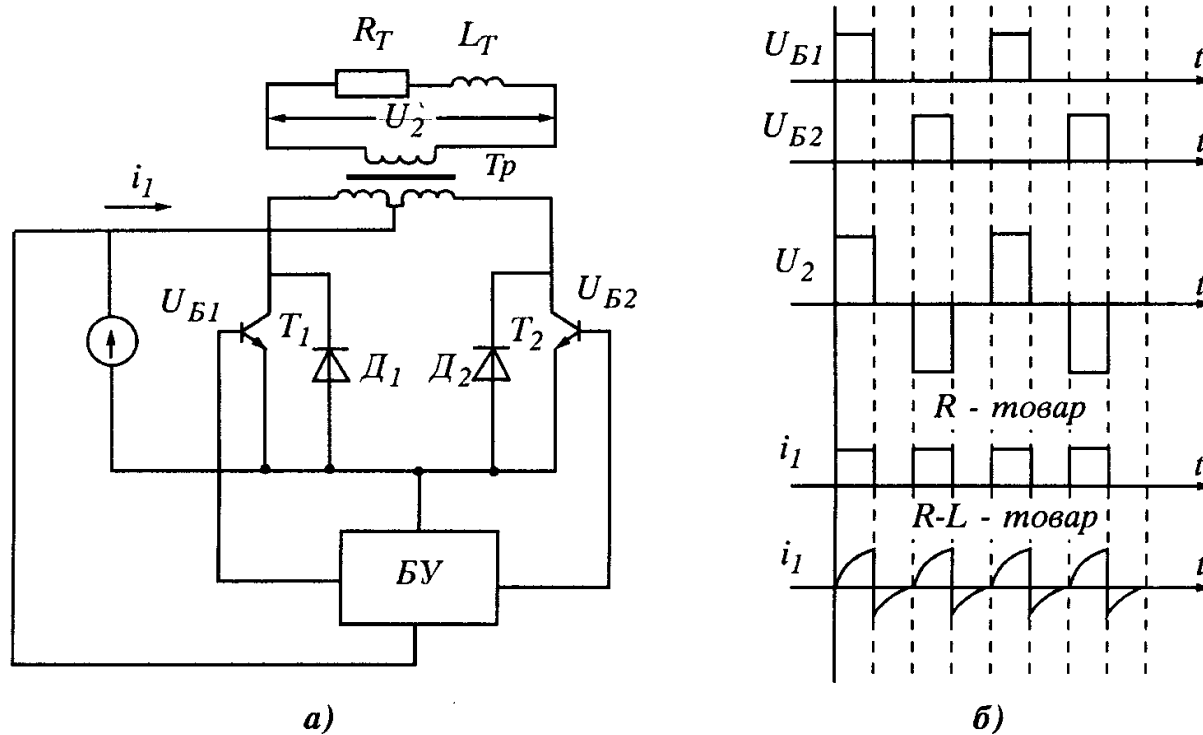 R_T
L_T
U_2
Tp
i_1
U_Б1
T_1
Д_1
Д_2
T_2
U_Б2
БУ
а)
U_Б1
t
U_Б2
t
U_2
t
R - товар
i_1
t
R-L - товар
i_1
t
б)